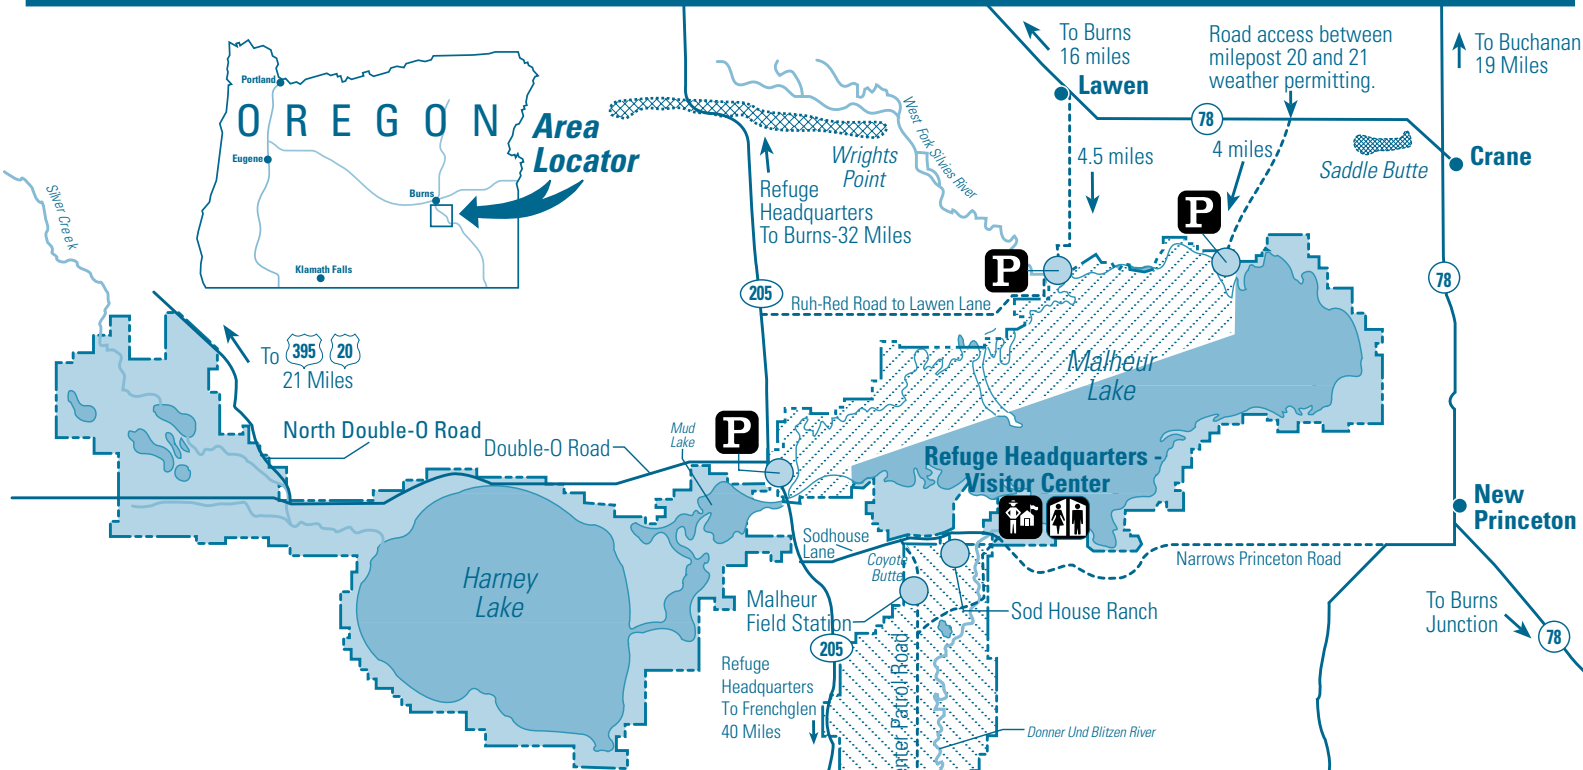 Portland
OREGON
Eugene
Burns
Klamath Falls
Area
Locator
Silver Creek
To 395 20
21 Miles
North Double-O Road
Double-O Road
Mud
Lake
P
Harney
Lake
Wrights
Point
Refuge
Headquarters
To Burns-32 Miles
205
Ruh-Red Road to Lawen Lane
West Fork Silvies River
To Burns
16 miles
Lawen
4.5 miles
P
Road access between
milepost 20 and 21
weather permitting.
78
4 miles
P
Saddle Butte
Crane
To Buchanan
19 Miles
78
Malheur
Lake
Refuge Headquarters -
Visitor Center
Sodhouse
Lane
Coyote
Butte
Malheur
Field Station
205
Sod House Ranch
Narrows Princeton Road
New
Princeton
To Burns
Junction
78
Refuge
Headquarters
To Frenchglen
40 Miles
enter Patrol Road
Donner Und Blitzen River